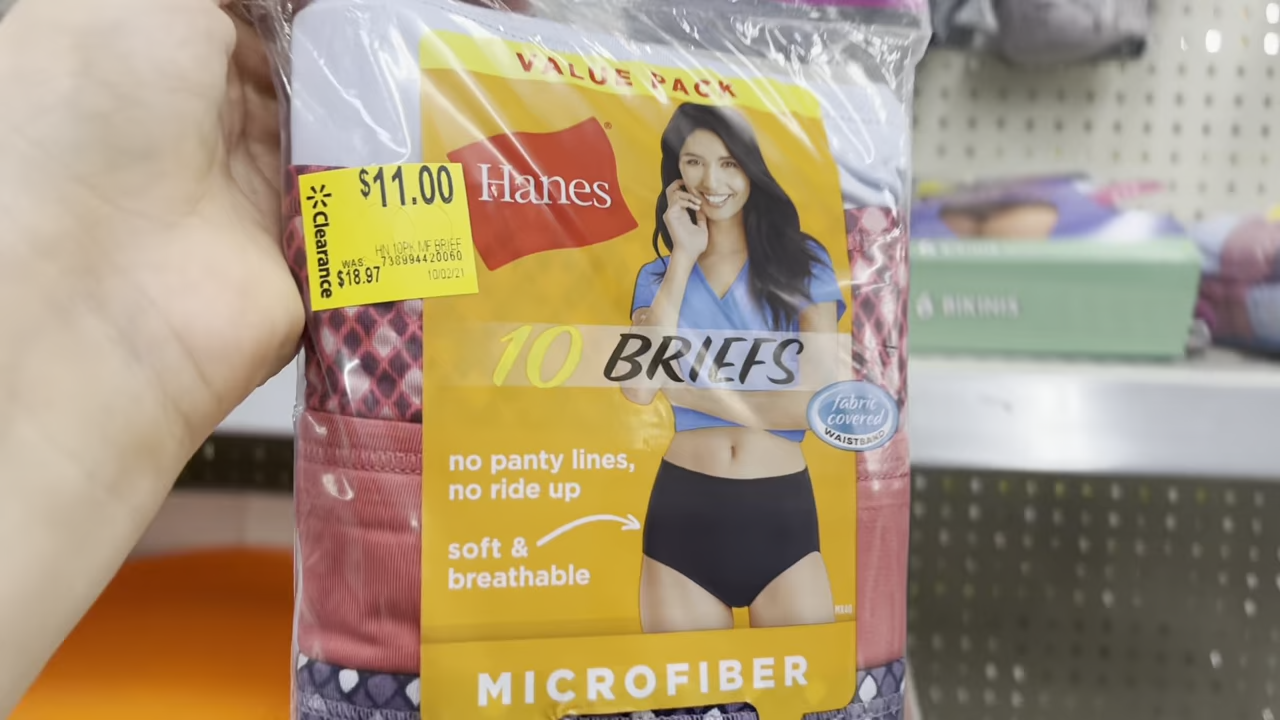 VALUE PACK
Hanes
®
$11.00
Clearance
HN 10PK MF BRIEF
WAS: 738994420060
$18.97
10/02/21
10 BRIEFS
fabric
covered
WAISTBAND
no panty lines,
no ride up
soft &
breathable
MICROFIBER
6 BIKINIS